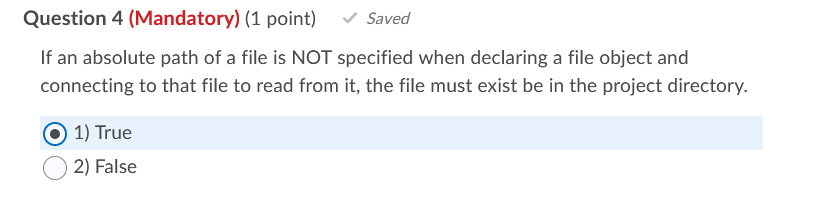 Question 4 (Mandatory) (1 point) Saved
If an absolute path of a file is NOT specified when declaring a file object and
connecting to that file to read from it, the file must exist be in the project directory.
1) True
2) False